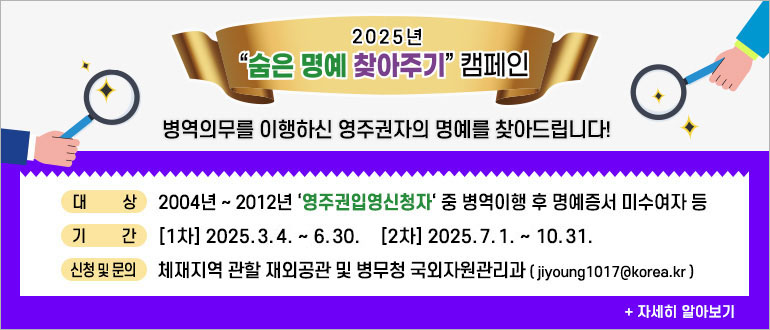 2025년
“숨은 명예 찾아주기” 캠페인
병역의무를 이행하신 영주권자의 명예를 찾아드립니다!
대 상 2004년 ~ 2012년 ‘영주권입영신청자‘ 중 병역이행 후 명예증서 미수여자 등
기 간 [1차] 2025. 3. 4. ~ 6. 30. [2차] 2025. 7. 1. ~ 10. 31.
신청 및 문의 체재지역 관할 재외공관 및 병무청 국외자원관리과 ( jiyoung1017@korea.kr )
+ 자세히 알아보기